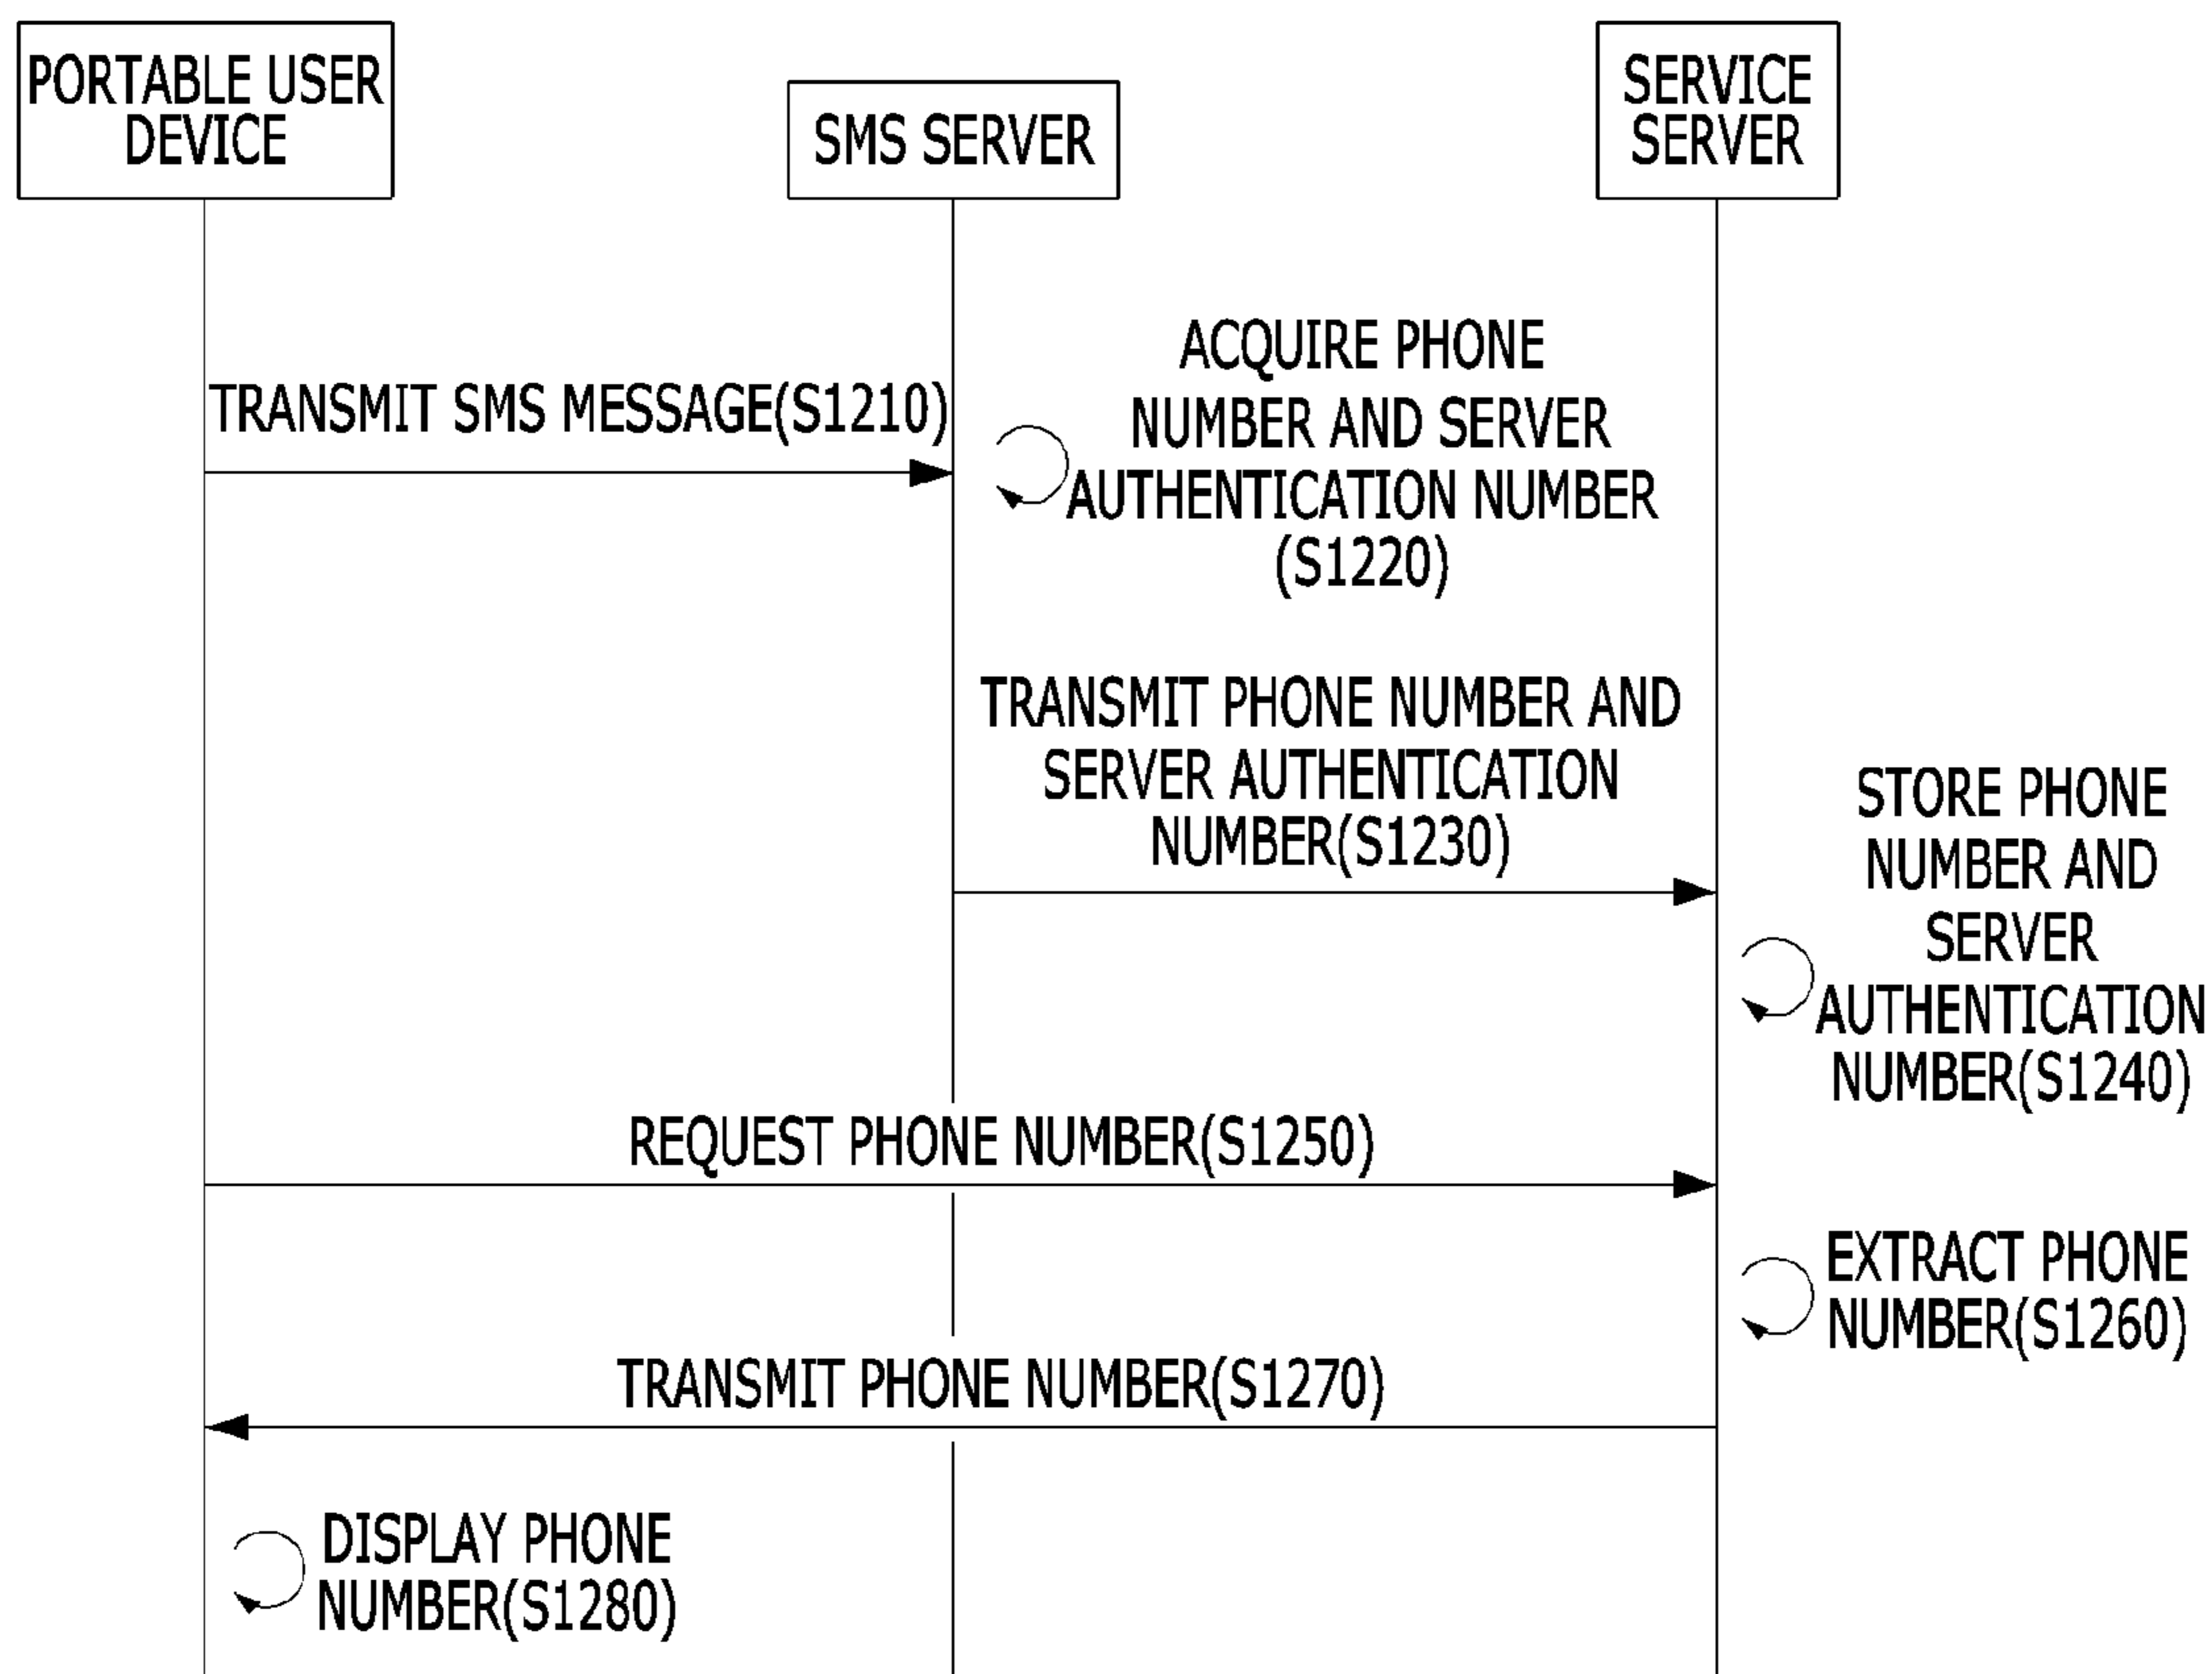 PORTABLE USER
DEVICE
SMS SERVER
SERVICE
SERVER
TRANSMIT SMS MESSAGE(S1210)
ACQUIRE PHONE
NUMBER AND SERVER
AUTHENTICATION NUMBER
(S1220)
TRANSMIT PHONE NUMBER AND
SERVER AUTHENTICATION
NUMBER(S1230)
STORE PHONE
NUMBER AND
SERVER
AUTHENTICATION
NUMBER(S1240)
REQUEST PHONE NUMBER(S1250)
EXTRACT PHONE
NUMBER(S1260)
TRANSMIT PHONE NUMBER(S1270)
DISPLAY PHONE
NUMBER(S1280)